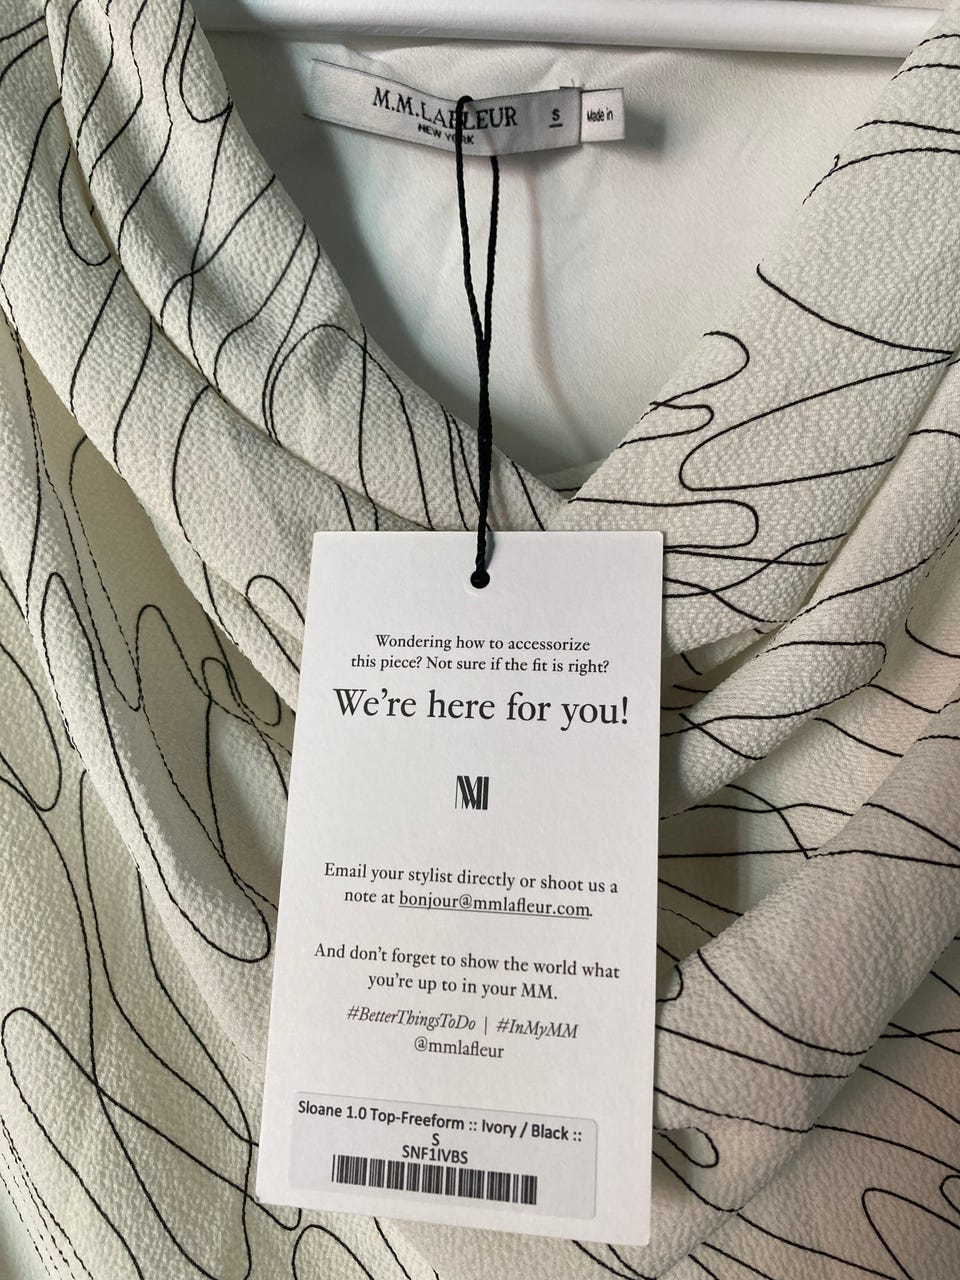 M.M.LAFLEUR
NEW YORK
S
Made in
Wondering how to accessorize
this piece? Not sure if the fit is right?
We're here for you!
MM
Email your stylist directly or shoot us a
note at bonjour@mmlafleur.com.
And don't forget to show the world what
you're up to in your MM.
#BetterThingsToDo | #InMyMM
@mmlafleur
Sloane 1.0 Top-Freeform :: Ivory / Black ::
S
SNF1IVBS